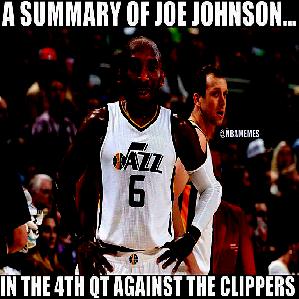 A SUMMARY OF JOE JOHNSON...
@NBAMEMES
JAZZ
6
IN THE 4TH QT AGAINST THE CLIPPERS